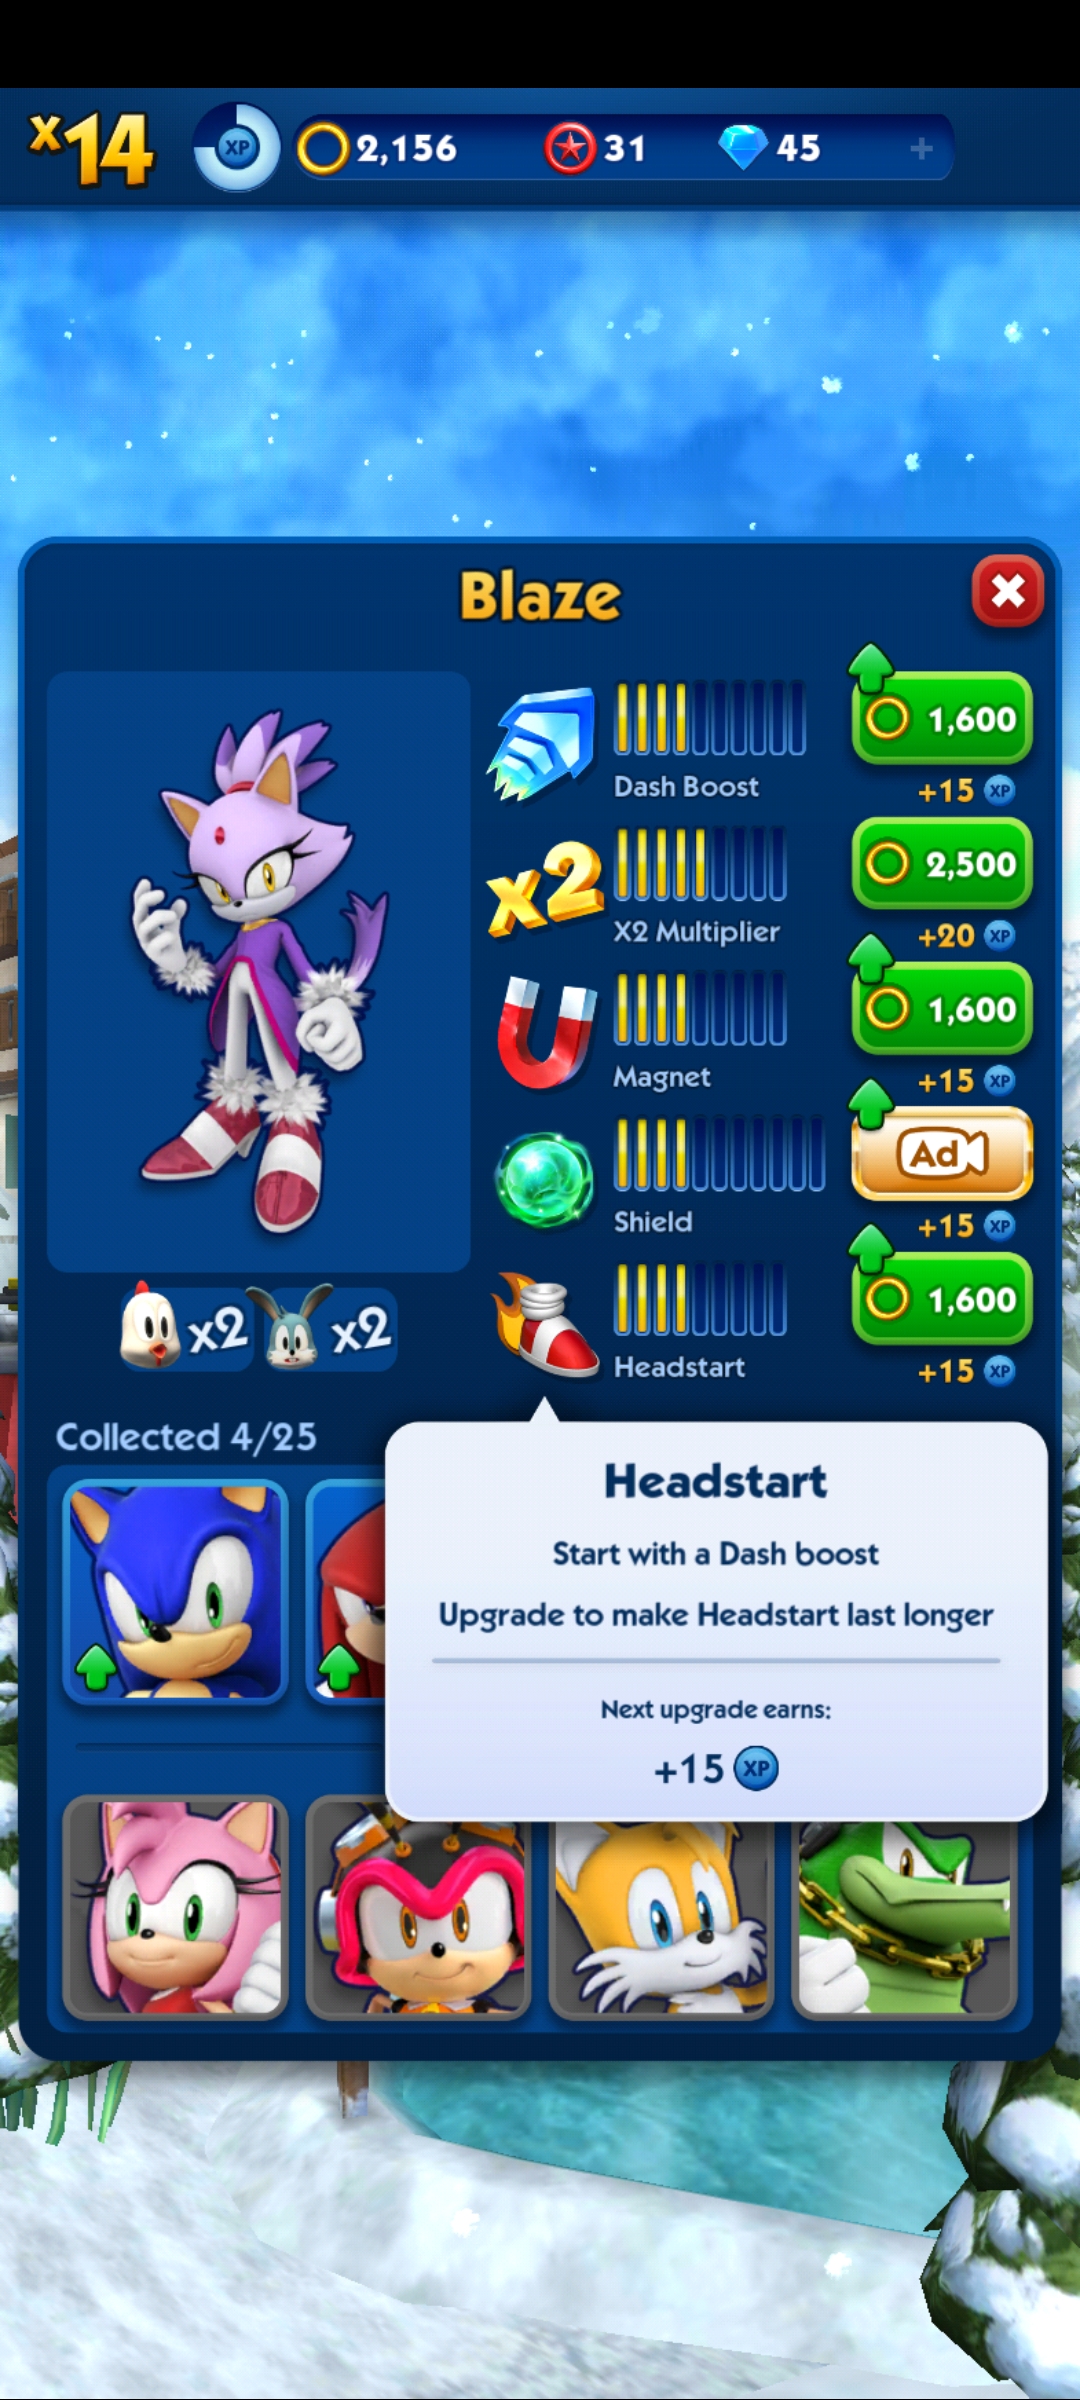 x14
XP
2,156
31
45
Blaze
1,600
Dash Boost
+15 XP
x2
2,500
X2 Multiplier
+20 XP
1,600
Magnet
+15 XP
Ad
Shield
+15 XP
x2
x2
1,600
Headstart
+15 XP
Collected 4/25
Headstart
Start with a Dash boost
Upgrade to make Headstart last longer
Next upgrade earns:
+15 XP